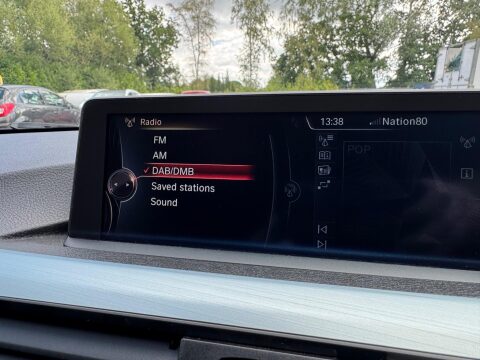 Radio
13:38
Nation80
FM
AM
✓ DAB/DMB
Saved stations
Sound
POP